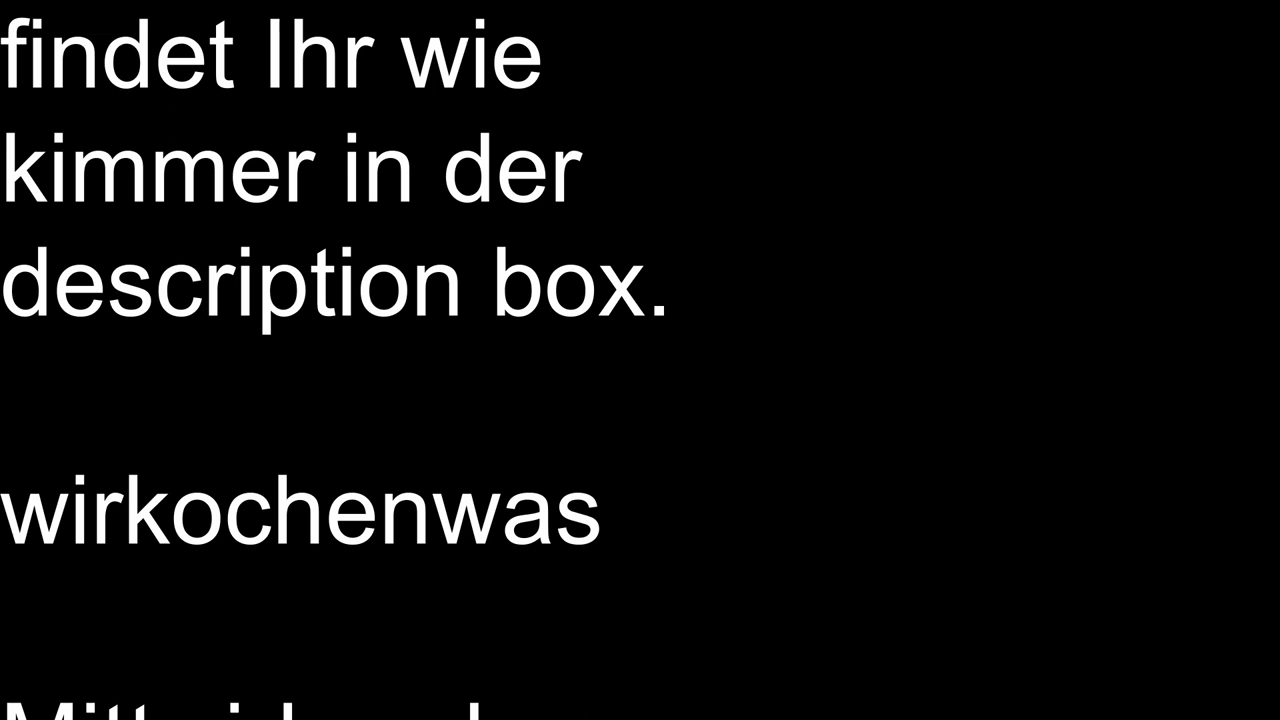 findet Ihr wie
kimmer in der
description box.
wirkochenwas